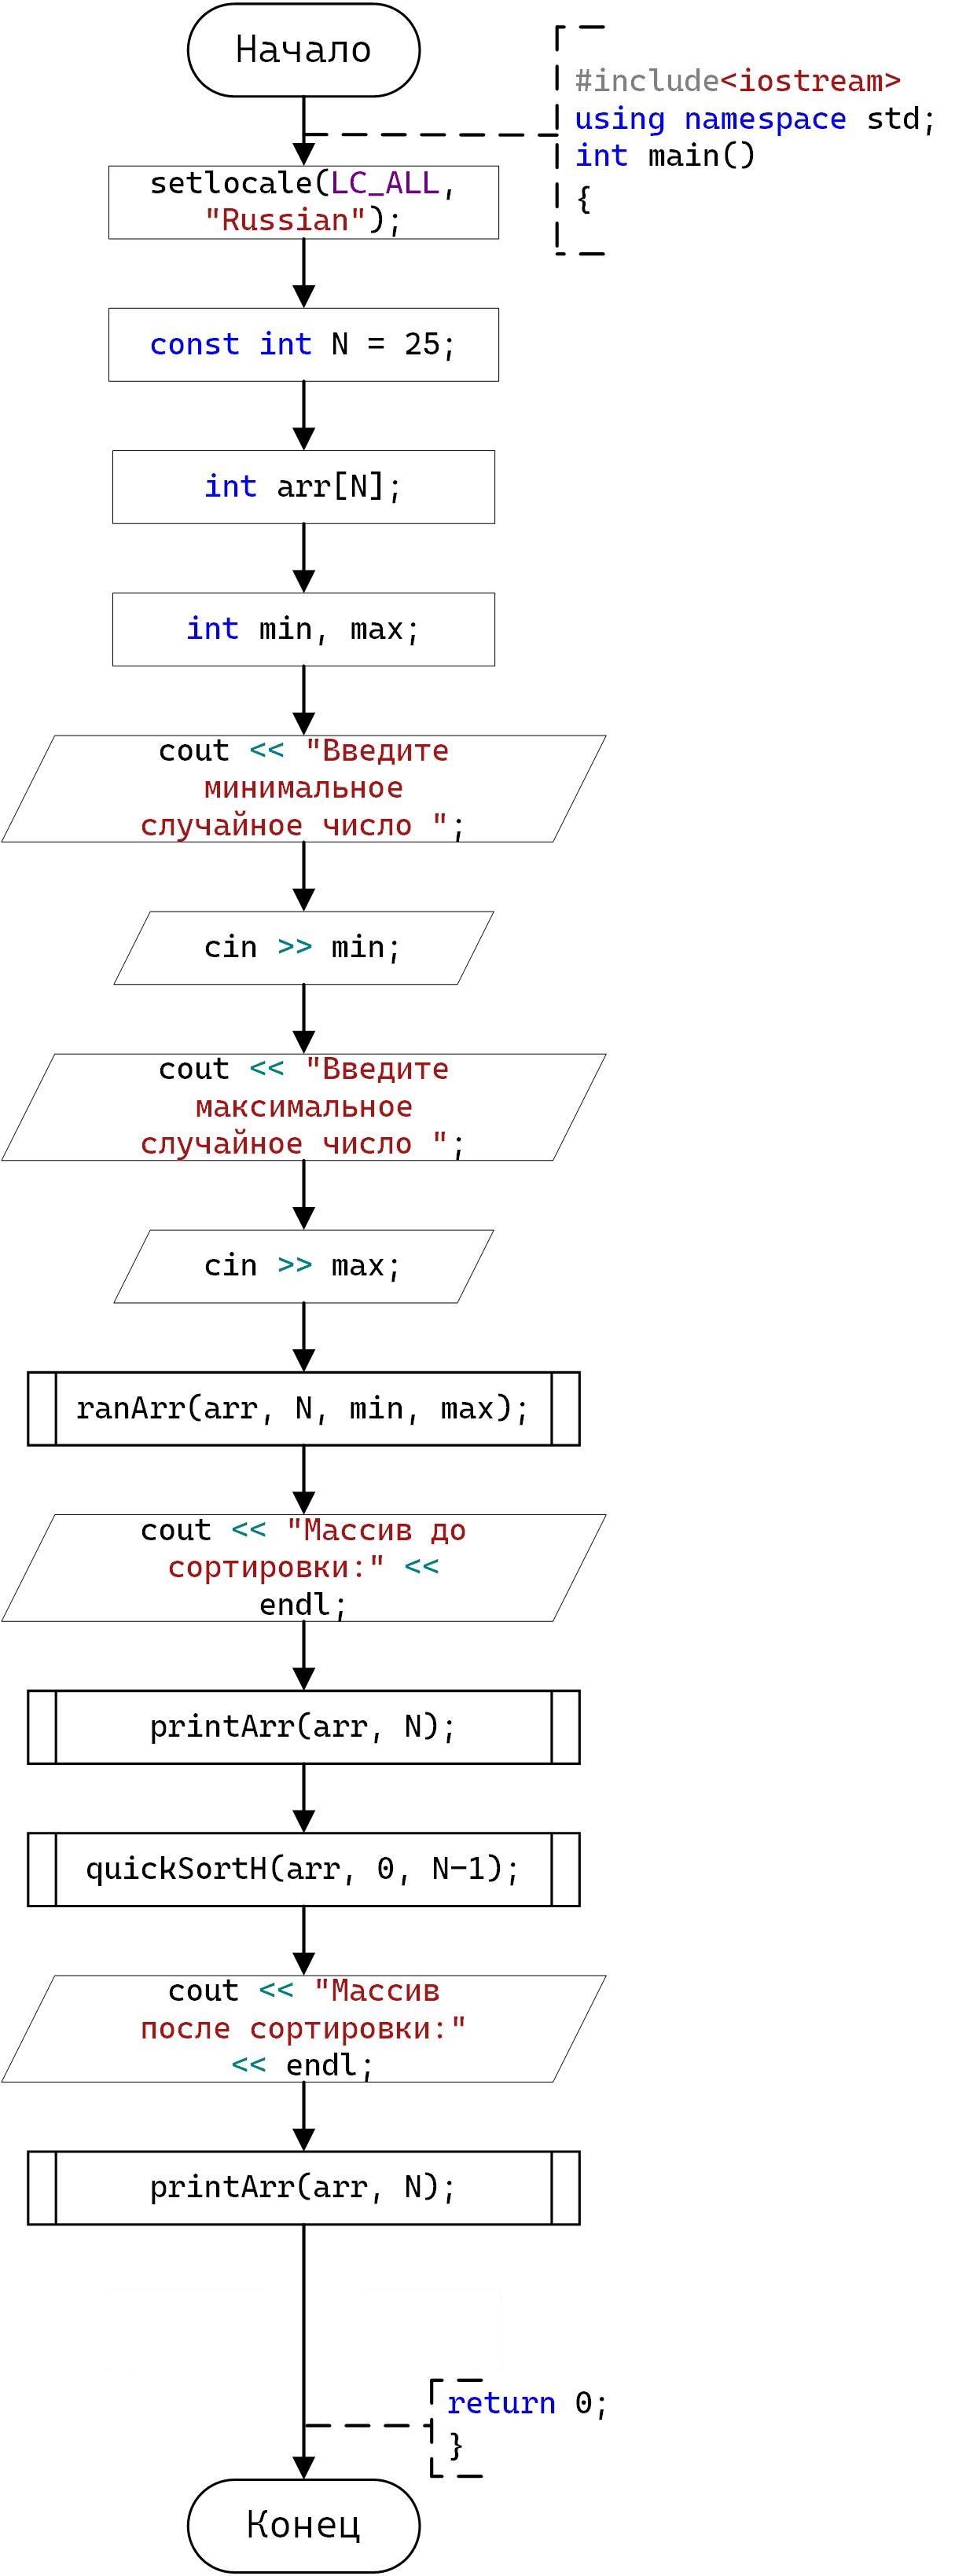 Начало
#include<iostream>
using namespace std;
int main()
{
setlocale(LC_ALL,
"Russian");
const int N = 25;
int arr[N];
int min, max;
cout << "Введите
минимальное
случайное число ";
cin >> min;
cout << "Введите
максимальное
случайное число ";
cin >> max;
ranArr(arr, N, min, max);
cout << "Массив до
сортировки:" <<
endl;
printArr(arr, N);
quickSortH(arr, 0, N-1);
cout << "Массив
после сортировки:"
<< endl;
printArr(arr, N);
return 0;
}
Конец